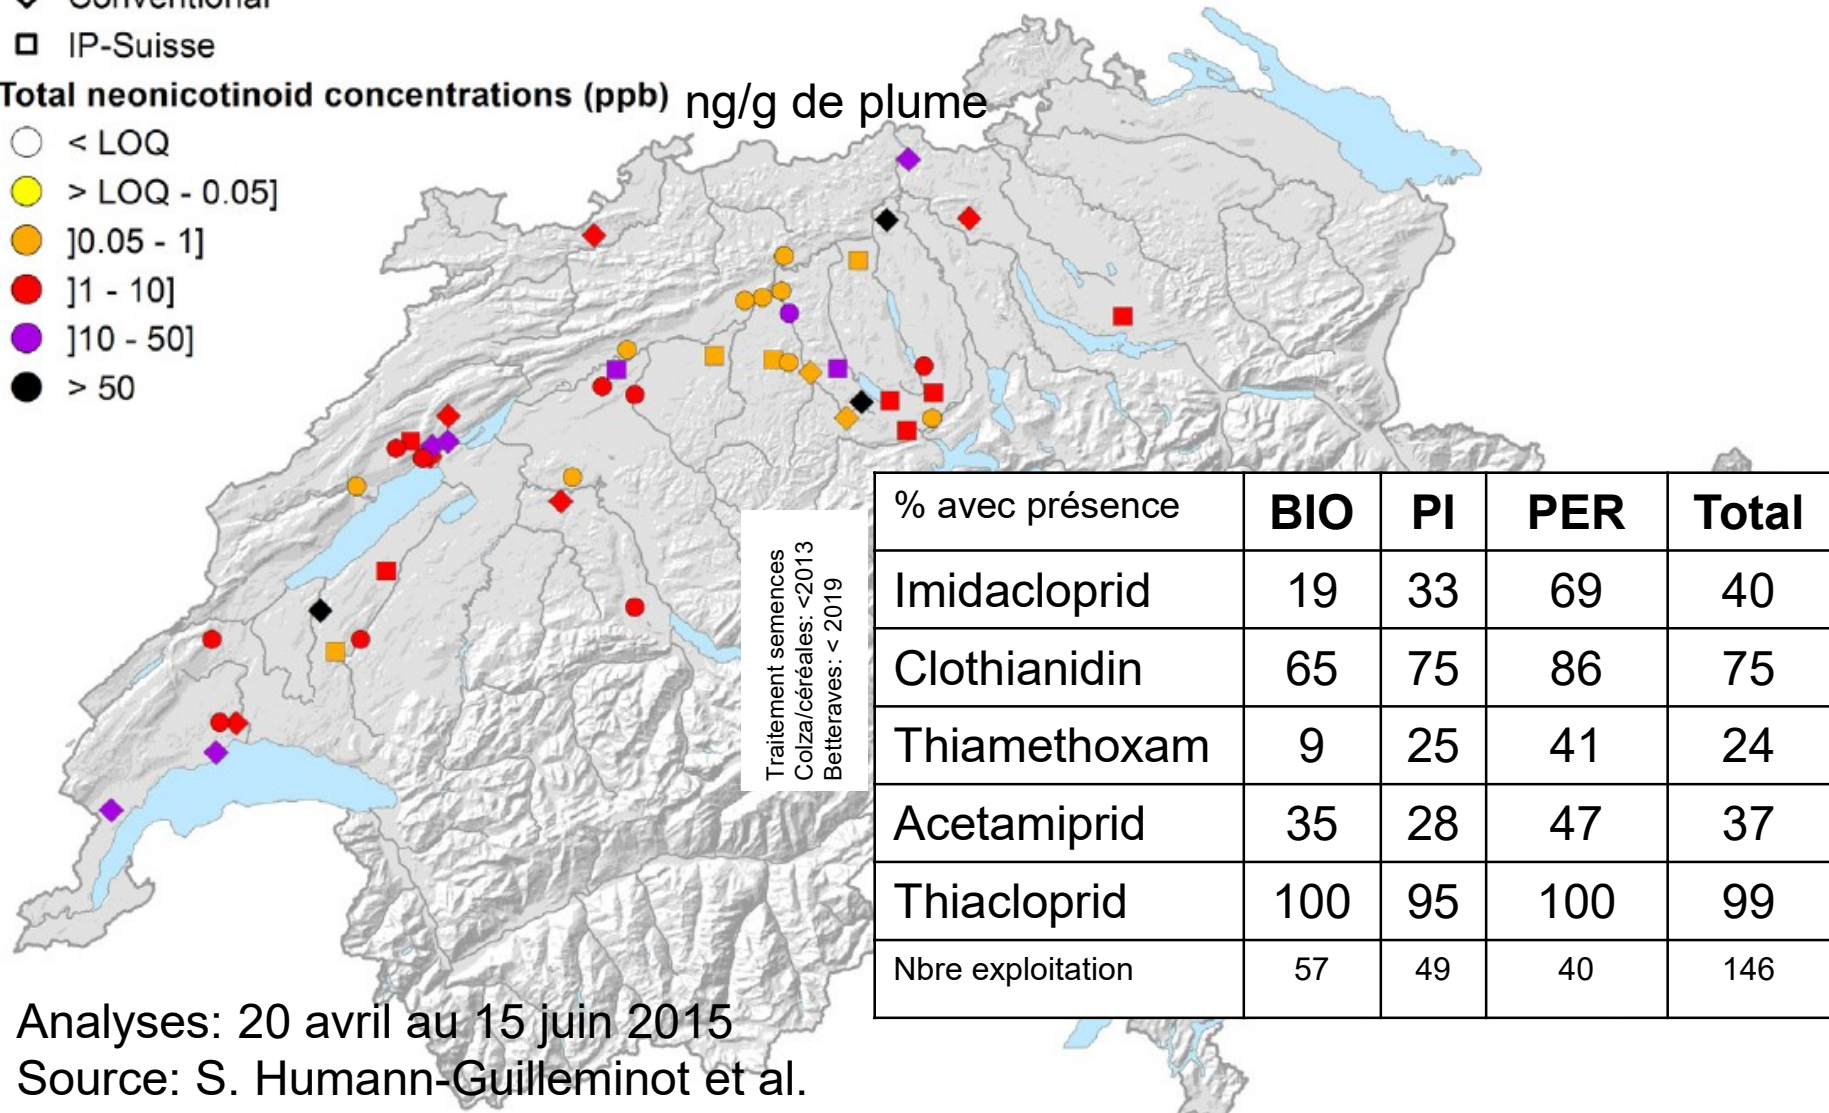 Conventional
IP-Suisse
Total neonicotinoid concentrations (ppb) ng/g de plume
< LOQ
> LOQ - 0.05]
]0.05 - 1]
]1 - 10]
]10 - 50]
> 50
Traitement semences
Colza/céréales: <2013
Betteraves: < 2019
% avec présence BIO PI PER Total
Imidacloprid 19 33 69 40
Clothianidin 65 75 86 75
Thiamethoxam 9 25 41 24
Acetamiprid 35 28 47 37
Thiacloprid 100 95 100 99
Nbre exploitation 57 49 40 146
Analyses: 20 avril au 15 juin 2015
Source: S. Humann-Guilleminot et al.